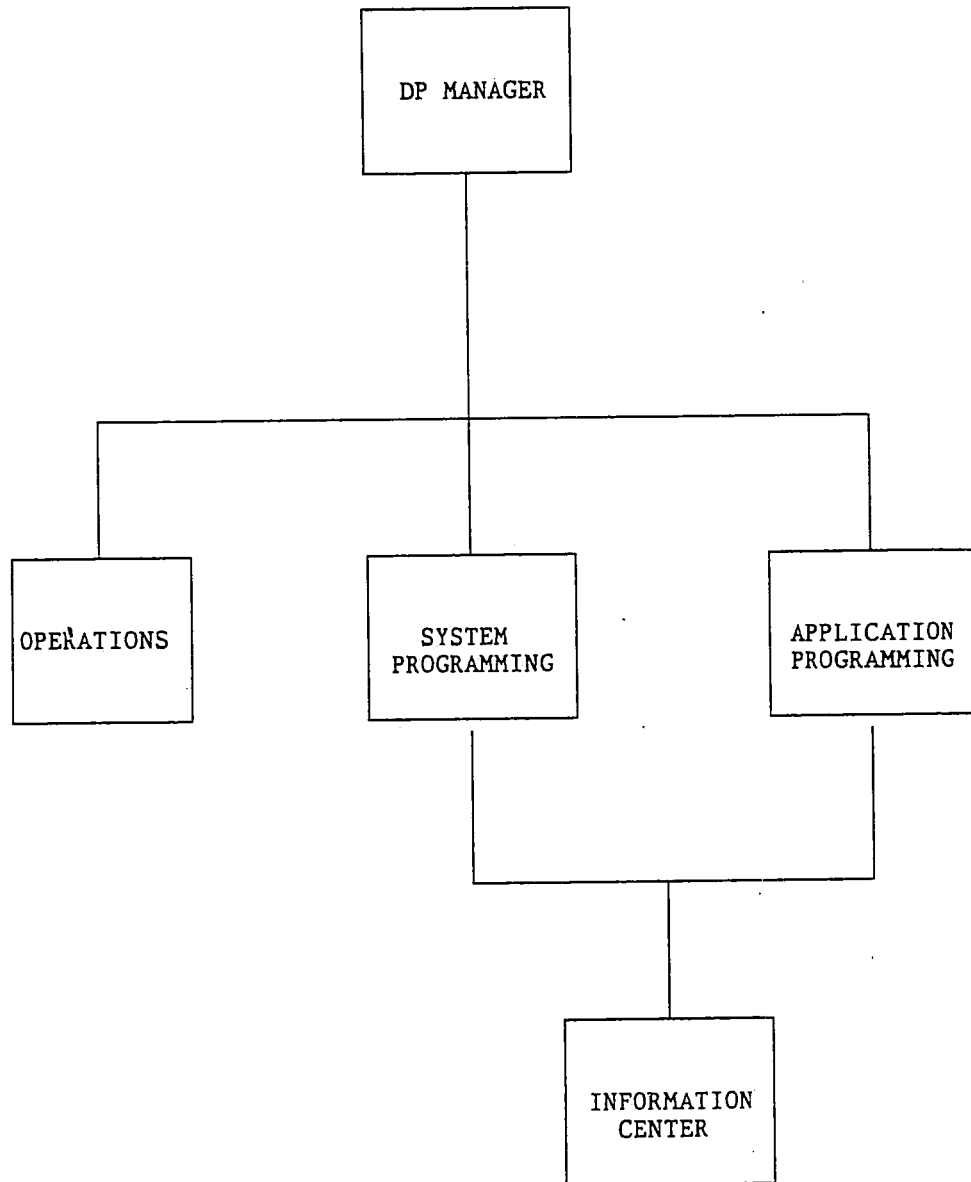 DP MANAGER
OPERATIONS
SYSTEM
PROGRAMMING
APPLICATION
PROGRAMMING
INFORMATION
CENTER